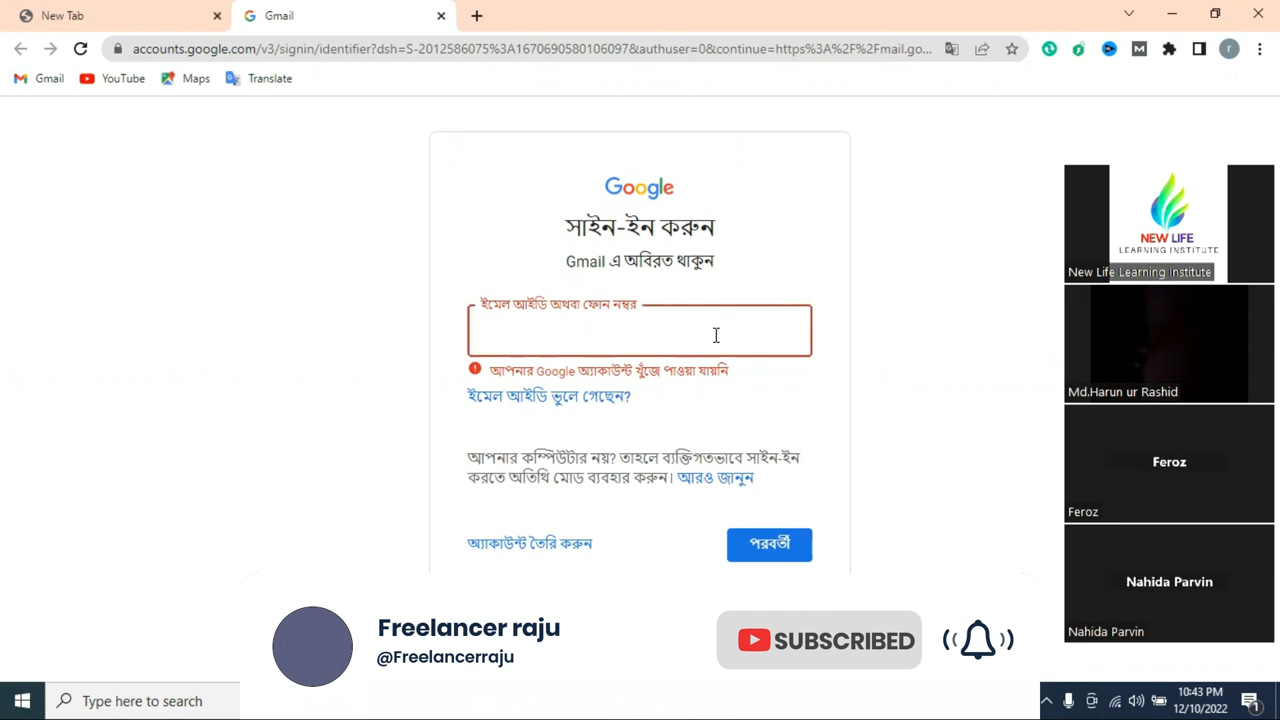 New Tab
Gmail
accounts.google.com/v3/signin/identifier?dsh=S-2012586075%3A1670690580106097&authuser=0&continue=https%3A%2F%2Fmail.go...
M
r
Gmail
YouTube
Maps
Translate
Google
সাইন-ইন করুন
Gmail এ অবিরত থাকুন
ইমেল আইডি অথবা ফোন নম্বর
আপনার Google অ্যাকাউন্ট খুঁজে পাওয়া যায়নি
ইমেল আইডি ভুলে গেছেন?
আপনার কম্পিউটার নয়? তাহলে ব্যক্তিগতভাবে সাইন-ইন
করতে অতিথি মোড ব্যবহার করুন। আরও জানুন
অ্যাকাউন্ট তৈরি করুন
পরবর্তী
NEW LIFE
LEARNING INSTITUTE
New Life Learning Institute
Md.Harun ur Rashid
Feroz
Feroz
Nahida Parvin
Nahida Parvin
Freelancer raju
@Freelancerraju
SUBSCRIBED
Type here to search
10:43 PM
12/10/2022
1